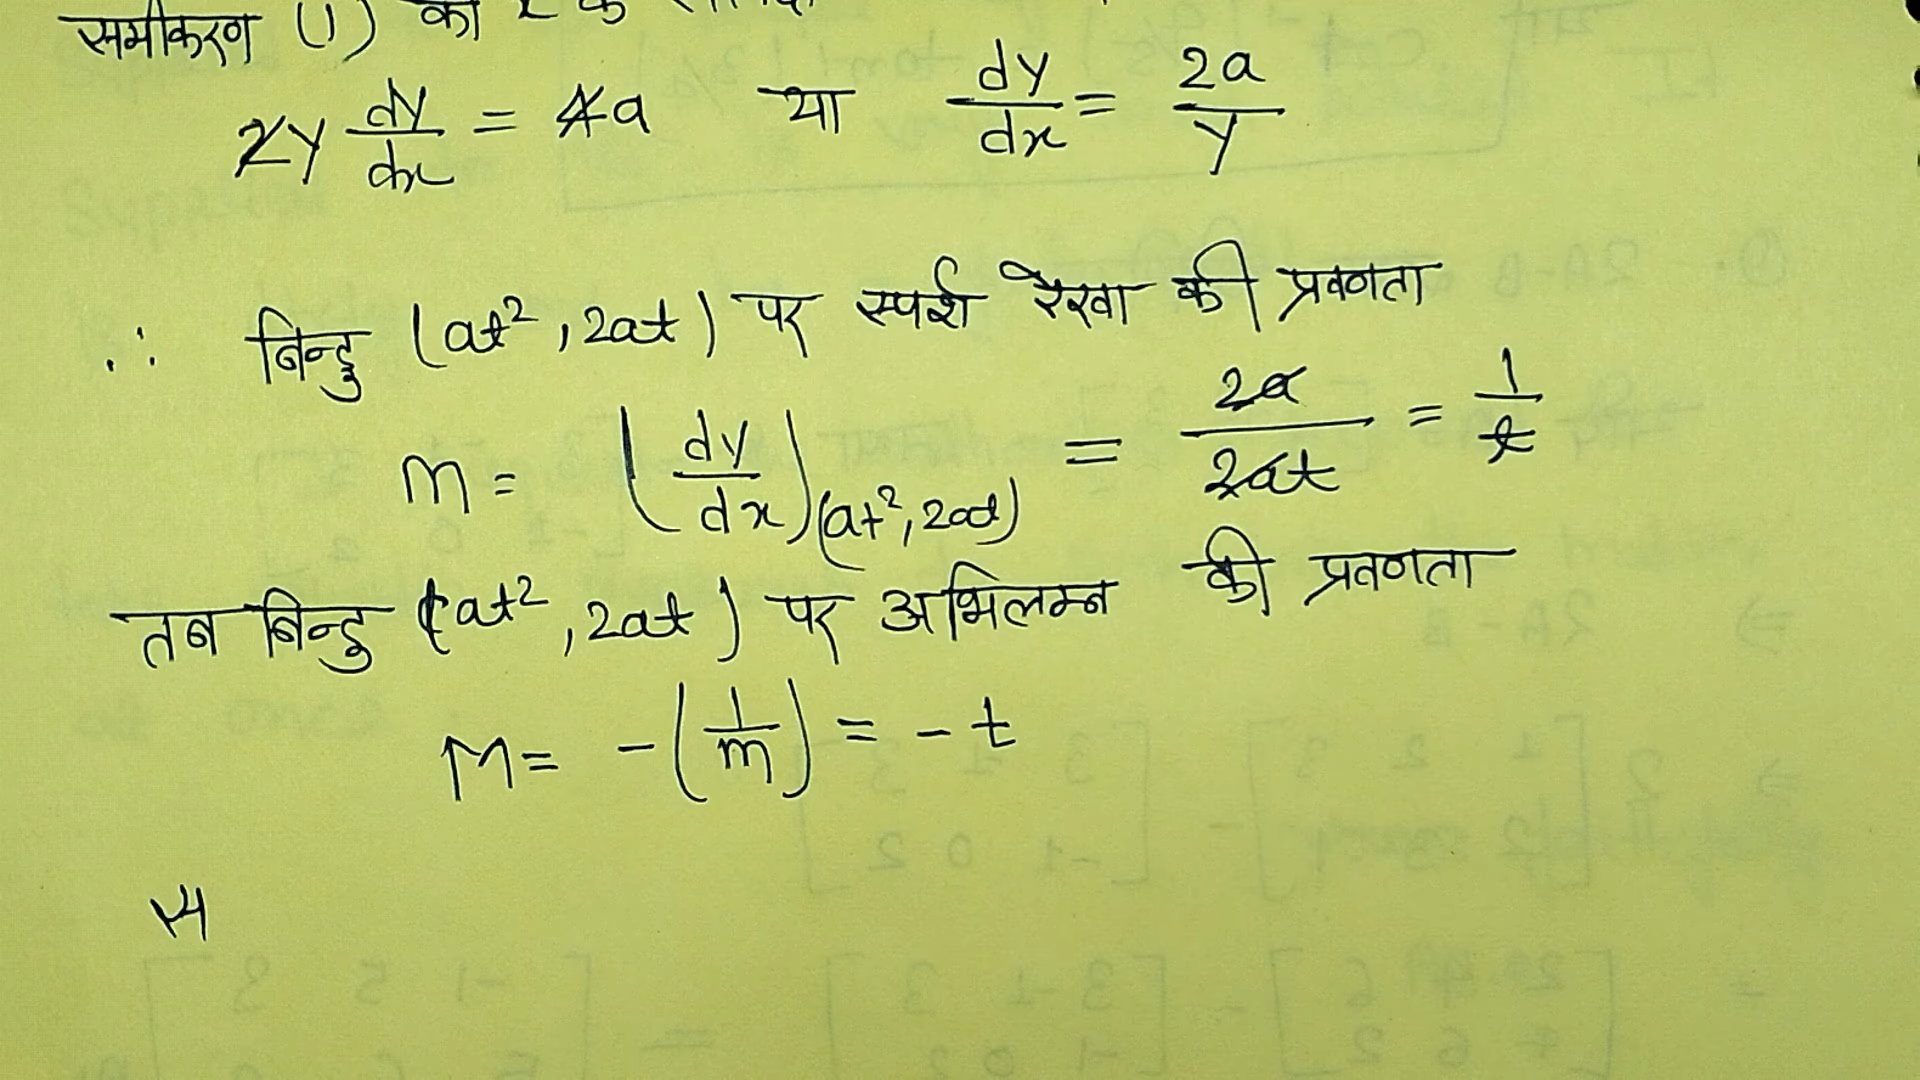 समीकरण (1) को x के
2y dy/dx = 4a या dy/dx = 2a/y
∴ बिन्दु (at², 2at) पर स्पर्श रेखा की प्रवणता
m = (dy/dx)(at², 2at) = 2a/2at = 1/t
तब बिन्दु (at², 2at) पर अभिलम्ब की प्रवणता
M = -(1/m) = -t